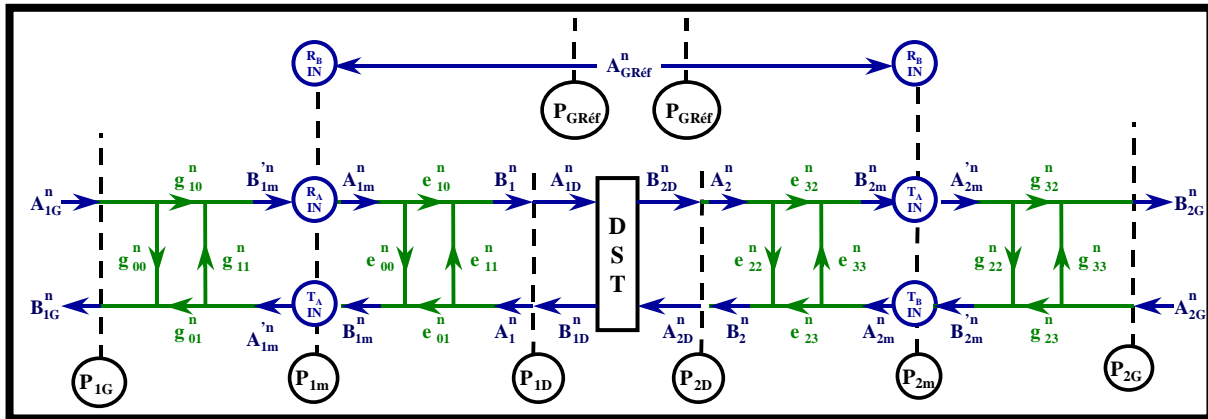 R_B IN A^n_GRéf R_B IN
P_GRéf P_GRéf
g^n_10 B^'n_1m A^n_1m e^n_10 B^n_1 A^n_1D B^n_2D A^n_2 e^n_32 B^n_2m A^'n_2m g^n_32
A^n_1G R_A IN T_A IN B^n_2G
g^n_00 g^n_11 e^n_00 e^n_11 DST e^n_22 e^n_33 g^n_22 g^n_33
B^n_1G T_A IN T_B IN A^n_2G
g^n_01 A^'n_1m B^n_1m e^n_01 A^n_1 B^n_1D A^n_2D B^n_2 e^n_23 A^n_2m B^'n_2m g^n_23
P_1G P_1m P_1D P_2D P_2m P_2G